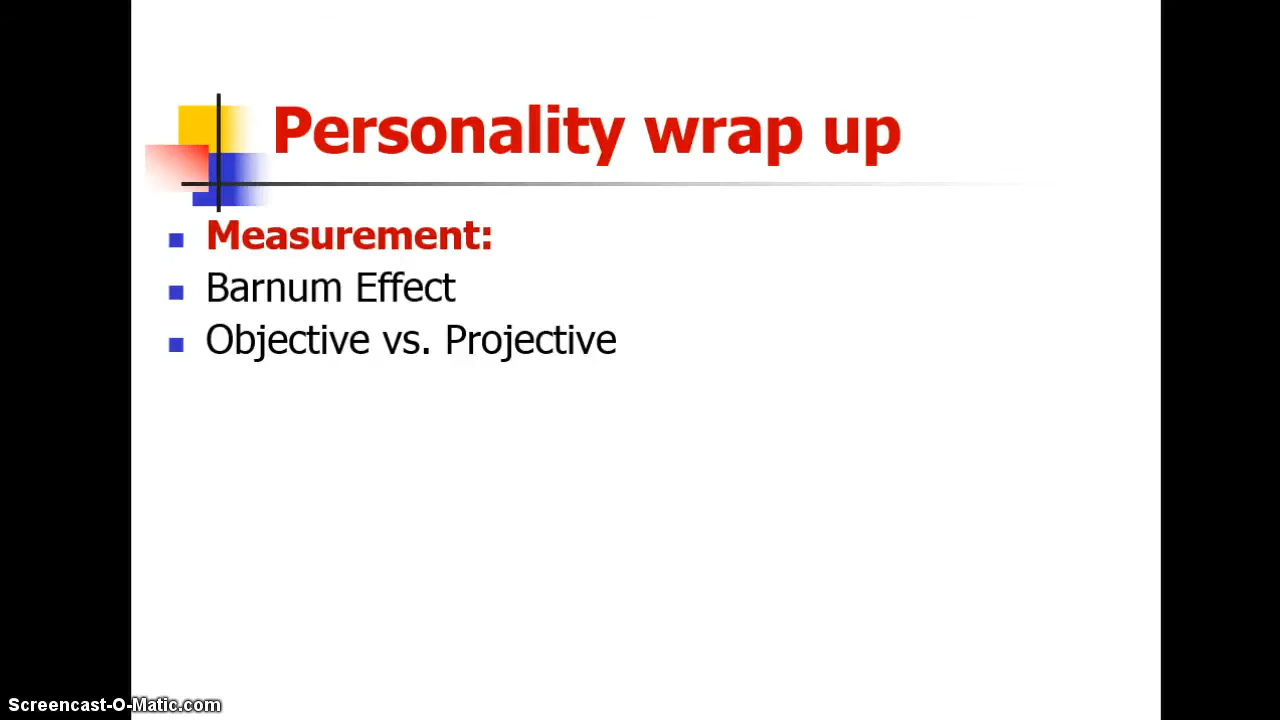 Personality wrap up
Measurement:
Barnum Effect
Objective vs. Projective
Screencast-O-Matic.com